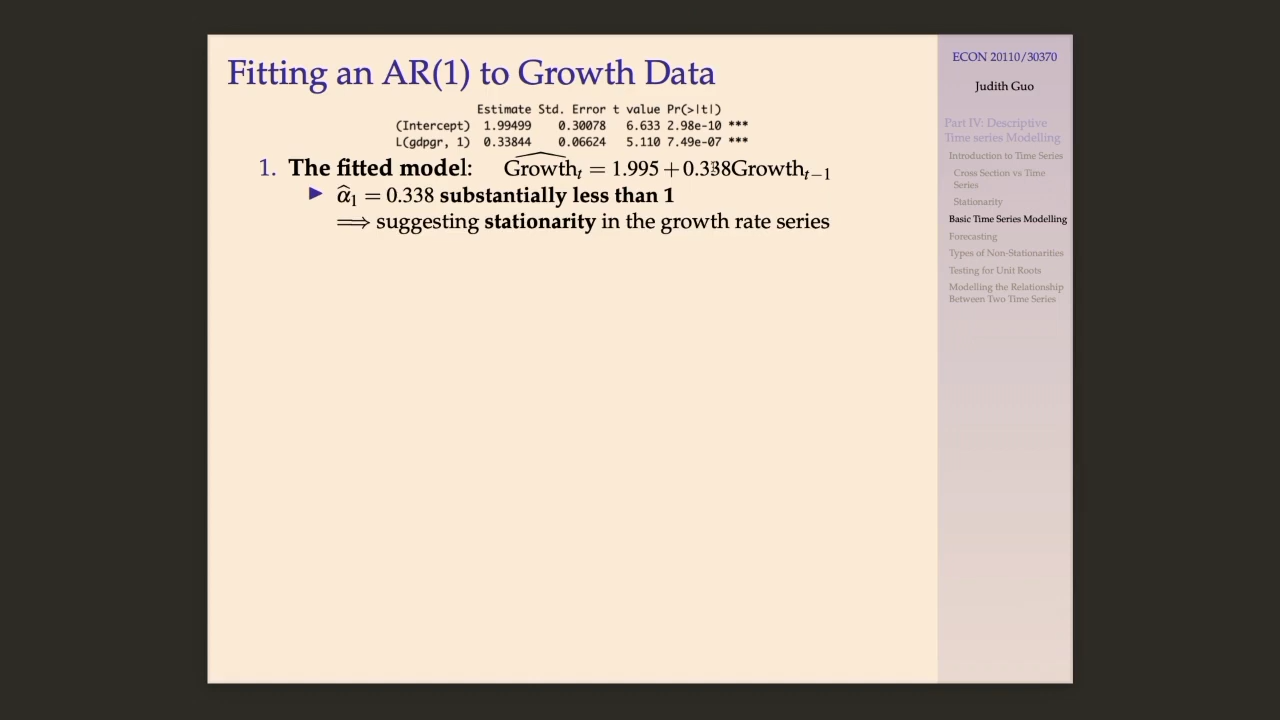 Fitting an AR(1) to Growth Data
Estimate Std. Error t value Pr(>|t|)
(Intercept) 1.99499 0.30078 6.633 2.98e-10 ***
L(gdpgr, 1) 0.33844 0.06624 5.110 7.49e-07 ***
1. The fitted model: \widehat{Growth}_t = 1.995 + 0.338Growth_{t−1}
▶ α̂₁ = 0.338 substantially less than 1
⟹ suggesting stationarity in the growth rate series
ECON 20110/30370
Judith Guo
Part IV: Descriptive
Time series Modelling
Introduction to Time Series
Cross Section vs Time
Series
Stationarity
Basic Time Series Modelling
Forecasting
Types of Non-Stationarities
Testing for Unit Roots
Modelling the Relationship
Between Two Time Series